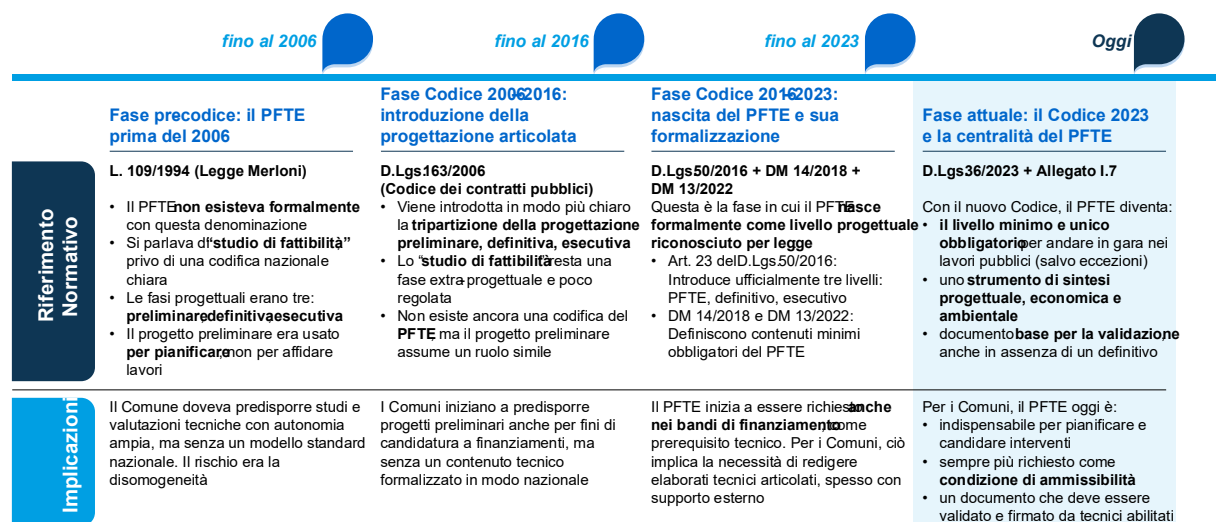 fino al 2006
fino al 2016
fino al 2023
Oggi
Fase precodice: il PFTE
prima del 2006
Fase Codice 2006-2016:
introduzione della
progettazione articolata
Fase Codice 2016-2023:
nascita del PFTE e sua
formalizzazione
Fase attuale: il Codice 2023
e la centralità del PFTE
Riferimento
Normativo
L. 109/1994 (Legge Merloni)
• Il PFTE non esisteva formalmente
con questa denominazione
• Si parlava di "studio di fattibilità"
privo di una codifica nazionale
chiara
• Le fasi progettuali erano tre:
preliminare, definitiva, esecutiva
• Il progetto preliminare era usato
per pianificare, non per affidare
lavori
D.Lgs.163/2006
(Codice dei contratti pubblici)
• Viene introdotta in modo più chiaro
la tripartizione della progettazione
preliminare, definitiva, esecutiva
• Lo "studio di fattibilità" resta una
fase extra-progettuale e poco
regolata
• Non esiste ancora una codifica del
PFTE, ma il progetto preliminare
assume un ruolo simile
D.Lgs.50/2016 + DM 14/2018 +
DM 13/2022
Questa è la fase in cui il PFTE nasce
formalmente come livello progettuale
riconosciuto per legge
• Art. 23 del D.Lgs.50/2016:
Introduce ufficialmente tre livelli:
PFTE, definitivo, esecutivo
• DM 14/2018 e DM 13/2022:
Definiscono contenuti minimi
obbligatori del PFTE
D.Lgs36/2023 + Allegato I.7
Con il nuovo Codice, il PFTE diventa:
• il livello minimo e unico
obbligatorio per andare in gara nei
lavori pubblici (salvo eccezioni)
• uno strumento di sintesi
progettuale, economica e
ambientale
• documento base per la validazione,
anche in assenza di un definitivo
Implicazioni
Il Comune doveva predisporre studi e
valutazioni tecniche con autonomia
ampia, ma senza un modello standard
nazionale. Il rischio era la
disomogeneità
I Comuni iniziano a predisporre
progetti preliminari anche per fini di
candidatura a finanziamenti, ma
senza un contenuto tecnico
formalizzato in modo nazionale
Il PFTE inizia a essere richiesto anche
nei bandi di finanziamento, come
prerequisito tecnico. Per i Comuni, ciò
implica la necessità di redigere
elaborati tecnici articolati, spesso con
supporto esterno
Per i Comuni, il PFTE oggi è:
• indispensabile per pianificare e
candidare interventi
• sempre più richiesto come
condizione di ammissibilità
• un documento che deve essere
validato e firmato da tecnici abilitati